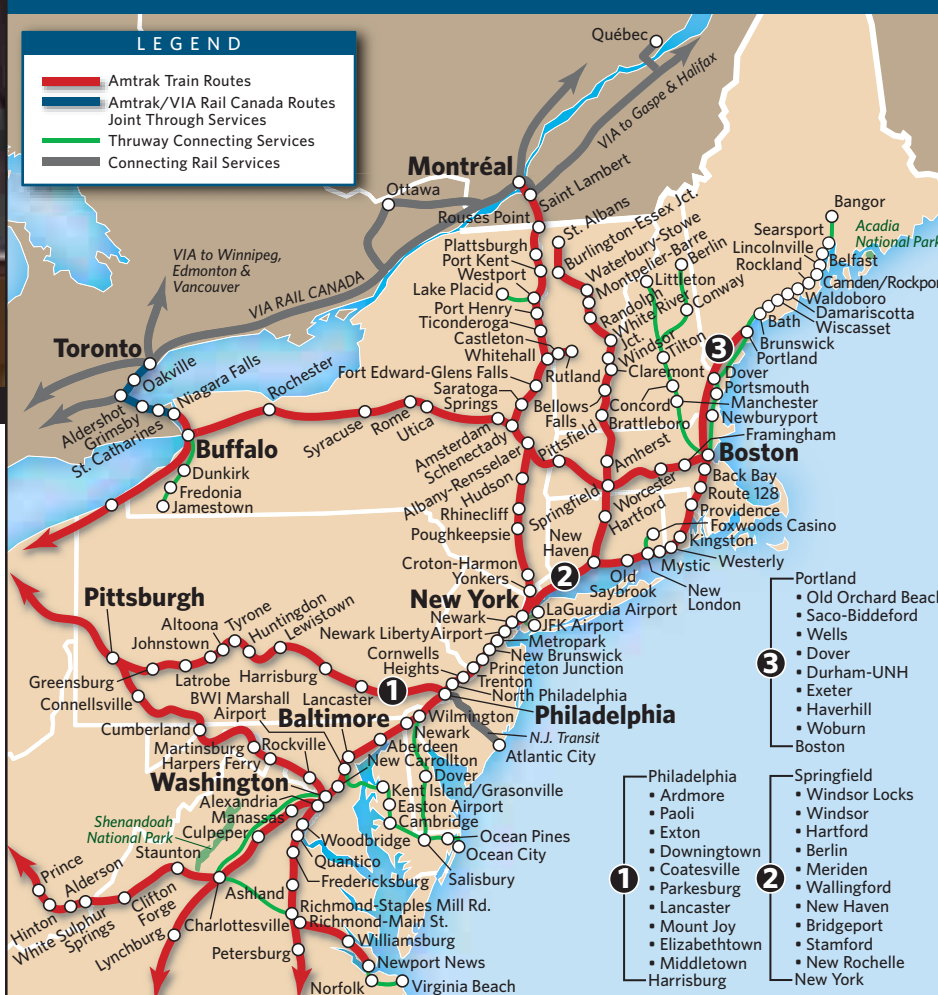 LEGEND
Amtrak Train Routes
Amtrak/VIA Rail Canada Routes
Joint Through Services
Thruway Connecting Services
Connecting Rail Services
Québec
VIA to Gaspe & Halifax
Montréal
Saint Lambert
Ottawa
Rouses Point
St. Albans
Burlington-Essex Jct.
Waterbury-Stowe
Montpelier-Barre
Randolph
White River
Jct.
Windsor
Claremont
Bellows
Falls
Brattleboro
Amherst
Berlin
Littleton
Conway
Tilton
Concord
Manchester
Bangor
Acadia
National Park
Searsport
Lincolnville
Belfast
Rockland
Camden/Rockpor
Waldoboro
Damariscotta
Wiscasset
Bath
Brunswick
Portland
3
Dover
Portsmouth
Newburyport
Framingham
Boston
Back Bay
Route 128
Providence
Foxwoods Casino
Kingston
Westerly
Mystic
New
London
Old
Saybrook
New
Haven
2
Plattsburgh
Port Kent
Westport
Lake Placid
Port Henry
Ticonderoga
Castleton
Whitehall
Rutland
Fort Edward-Glens Falls
Saratoga
Springs
Amsterdam
Schenectady
Albany-Rensselaer
Pittsfield
Springfield
Worcester
Hartford
Hudson
Rhinecliff
Poughkeepsie
Croton-Harmon
Yonkers
New York
VIA to Winnipeg,
Edmonton &
Vancouver
VIA RAIL CANADA
Toronto
Oakville
Aldershot
Grimsby
St. Catharines
Niagara Falls
Rochester
Syracuse
Rome
Utica
Buffalo
Dunkirk
Fredonia
Jamestown
LaGuardia Airport
JFK Airport
Newark
Newark Liberty
Airport
Metropark
New Brunswick
Princeton Junction
Cornwells
Heights
Trenton
North Philadelphia
Philadelphia
N.J. Transit
Atlantic City
Pittsburgh
Altoona
Tyrone
Huntingdon
Lewistown
Johnstown
Greensburg
Latrobe
Harrisburg
Lancaster
1
Connellsville
Cumberland
Martinsburg
Harpers Ferry
Rockville
BWI Marshall
Airport
Baltimore
Wilmington
Newark
Aberdeen
New Carrollton
Dover
Washington
Alexandria
Manassas
Kent Island/Grasonville
Easton Airport
Cambridge
Ocean Pines
Ocean City
Salisbury
Shenandoah
National Park
Culpeper
Staunton
Woodbridge
Quantico
Fredericksburg
Prince
Alderson
Hinton
White Sulphur
Springs
Clifton
Forge
Lynchburg
Charlottesville
Ashland
Richmond-Staples Mill Rd.
Richmond-Main St.
Williamsburg
Petersburg
Newport News
Norfolk
Virginia Beach
3
Portland
• Old Orchard Beach
• Saco-Biddeford
• Wells
• Dover
• Durham-UNH
• Exeter
• Haverhill
• Woburn
Boston
1
Philadelphia
• Ardmore
• Paoli
• Exton
• Downingtown
• Coatesville
• Parkesburg
• Lancaster
• Mount Joy
• Elizabethtown
• Middletown
Harrisburg
2
Springfield
• Windsor Locks
• Windsor
• Hartford
• Berlin
• Meriden
• Wallingford
• New Haven
• Bridgeport
• Stamford
• New Rochelle
New York